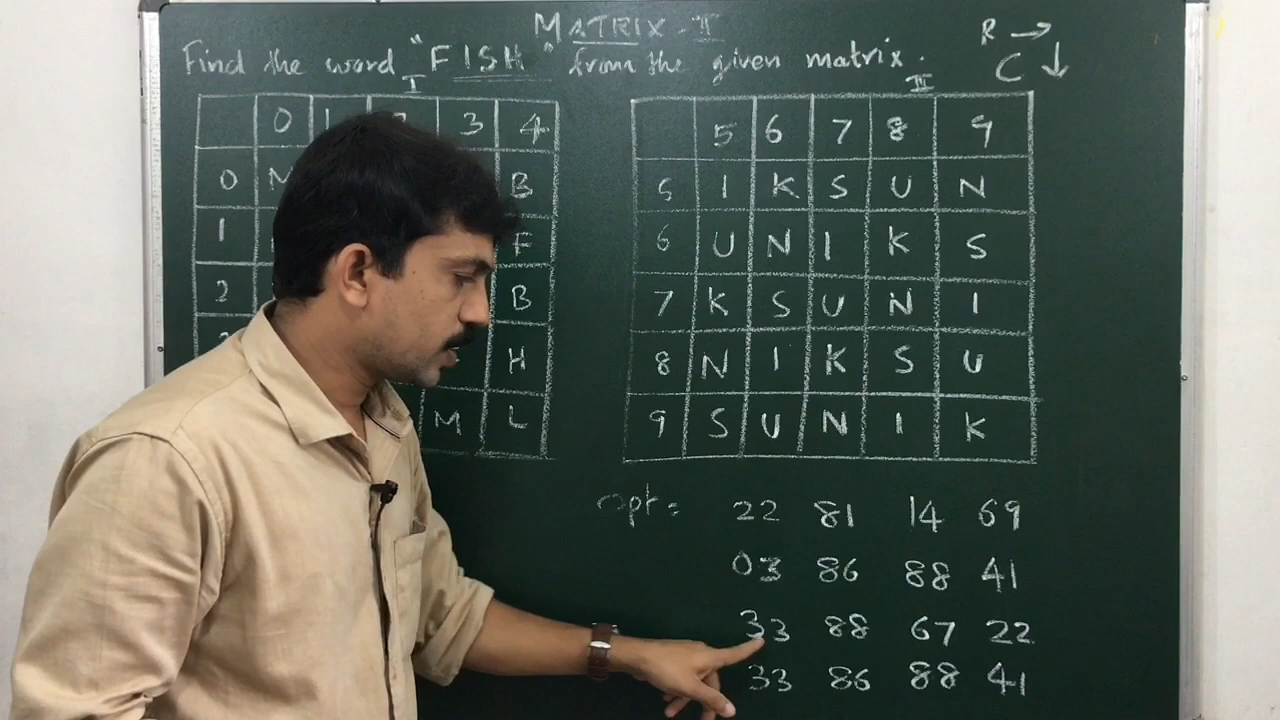 MATRIX - II
Find the word "FISH" from the given matrix.
R →
C ↓
I
II
0 3 4
0 B
1 F
2 B
H
M L
5 6 7 8 9
5 I K S U N
6 U N I K S
7 K S U N I
8 N I K S U
9 S U N I K
opt = 22 81 14 69
03 86 88 41
33 88 67 22
33 86 88 41